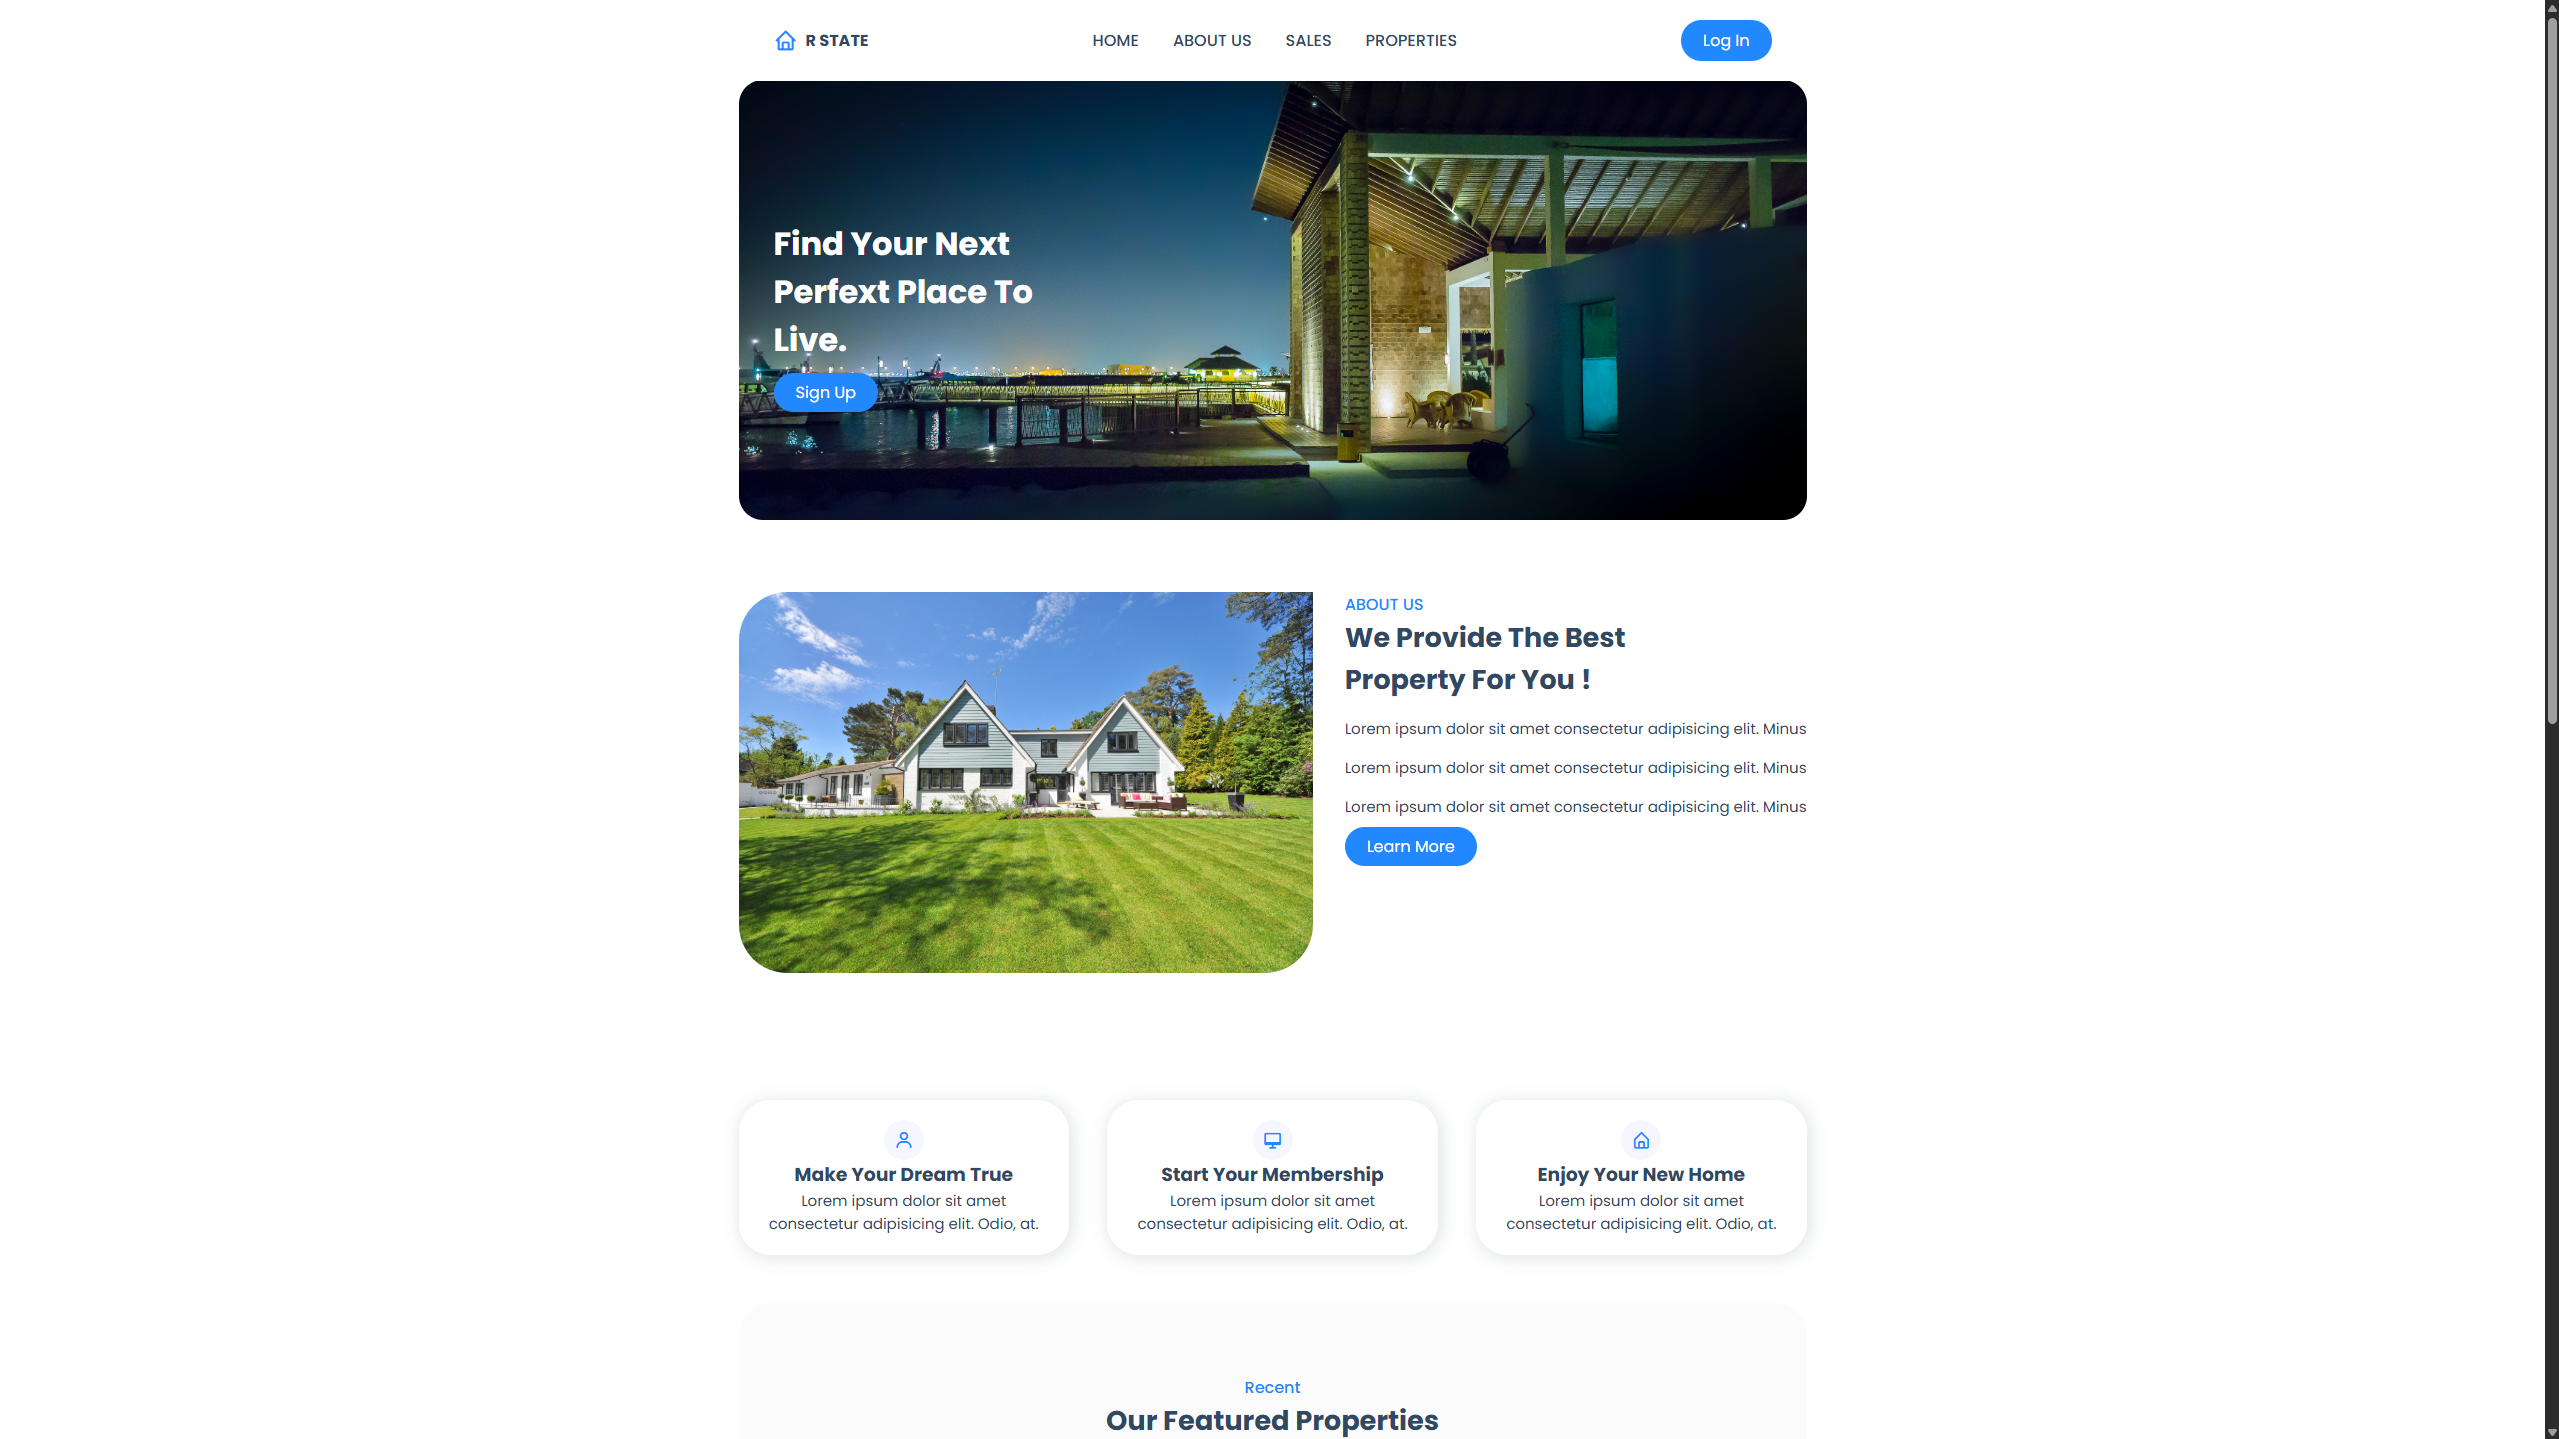 R STATE
HOME ABOUT US SALES PROPERTIES
Log In
Find Your Next
Perfext Place To
Live.
Sign Up
ABOUT US
We Provide The Best
Property For You !
Lorem ipsum dolor sit amet consectetur adipisicing elit. Minus
Lorem ipsum dolor sit amet consectetur adipisicing elit. Minus
Lorem ipsum dolor sit amet consectetur adipisicing elit. Minus
Learn More
Make Your Dream True
Lorem ipsum dolor sit amet
consectetur adipisicing elit. Odio, at.
Start Your Membership
Lorem ipsum dolor sit amet
consectetur adipisicing elit. Odio, at.
Enjoy Your New Home
Lorem ipsum dolor sit amet
consectetur adipisicing elit. Odio, at.
Recent
Our Featured Properties